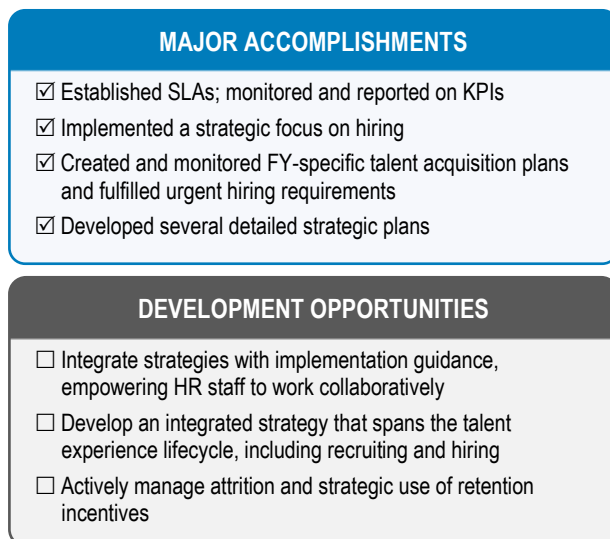 MAJOR ACCOMPLISHMENTS
☑ Established SLAs; monitored and reported on KPIs
☑ Implemented a strategic focus on hiring
☑ Created and monitored FY-specific talent acquisition plans
and fulfilled urgent hiring requirements
☑ Developed several detailed strategic plans
DEVELOPMENT OPPORTUNITIES
☐ Integrate strategies with implementation guidance,
empowering HR staff to work collaboratively
☐ Develop an integrated strategy that spans the talent
experience lifecycle, including recruiting and hiring
☐ Actively manage attrition and strategic use of retention
incentives